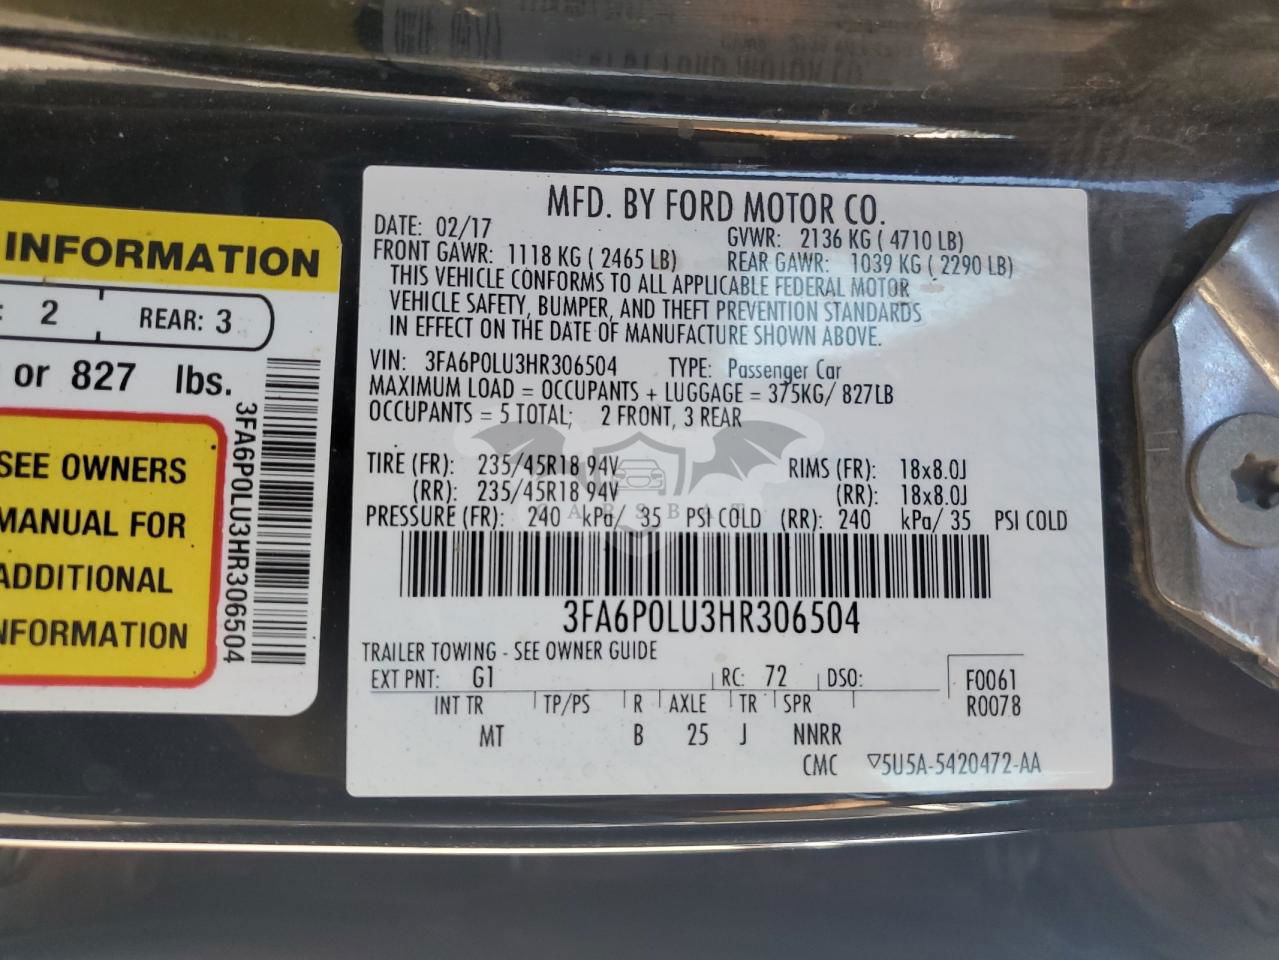 MFD. BY FORD MOTOR CO.
DATE: 02/17 GVWR: 2136 KG ( 4710 LB)
FRONT GAWR: 1118 KG ( 2465 LB) REAR GAWR: 1039 KG ( 2290 LB)
THIS VEHICLE CONFORMS TO ALL APPLICABLE FEDERAL MOTOR
VEHICLE SAFETY, BUMPER, AND THEFT PREVENTION STANDARDS
IN EFFECT ON THE DATE OF MANUFACTURE SHOWN ABOVE.
VIN: 3FA6P0LU3HR306504 TYPE: Passenger Car
MAXIMUM LOAD = OCCUPANTS + LUGGAGE = 375KG/ 827LB
OCCUPANTS = 5 TOTAL; 2 FRONT, 3 REAR
TIRE (FR): 235/45R18 94V RIMS (FR): 18x8.0J
(RR): 235/45R18 94V (RR): 18x8.0J
PRESSURE (FR): 240 kPa/ 35 PSI COLD (RR): 240 kPa/ 35 PSI COLD
CARSBAT
3FA6P0LU3HR306504
TRAILER TOWING - SEE OWNER GUIDE
EXT PNT: G1 RC: 72 DSO: F0061
R0078
INT TR TP/PS R AXLE TR SPR
MT B 25 J NNRR
CMC ▽5U5A-5420472-AA
INFORMATION
: 2 REAR: 3
or 827 lbs.
SEE OWNERS
MANUAL FOR
ADDITIONAL
INFORMATION
3FA6P0LU3HR306504